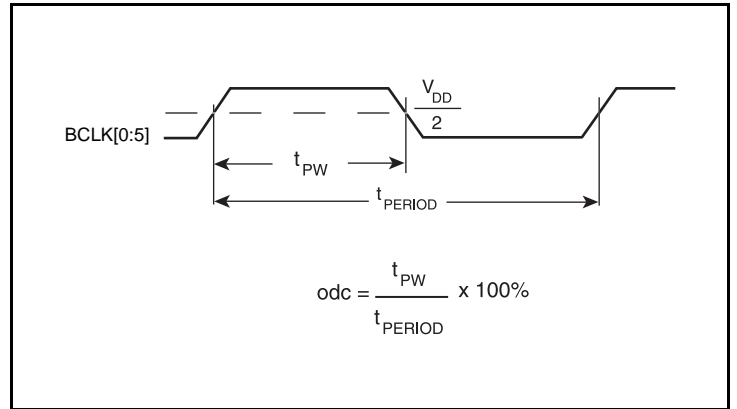 V_DD
2
BCLK[0:5]
t_PW
t_PERIOD
odc = t_PW / t_PERIOD x 100%